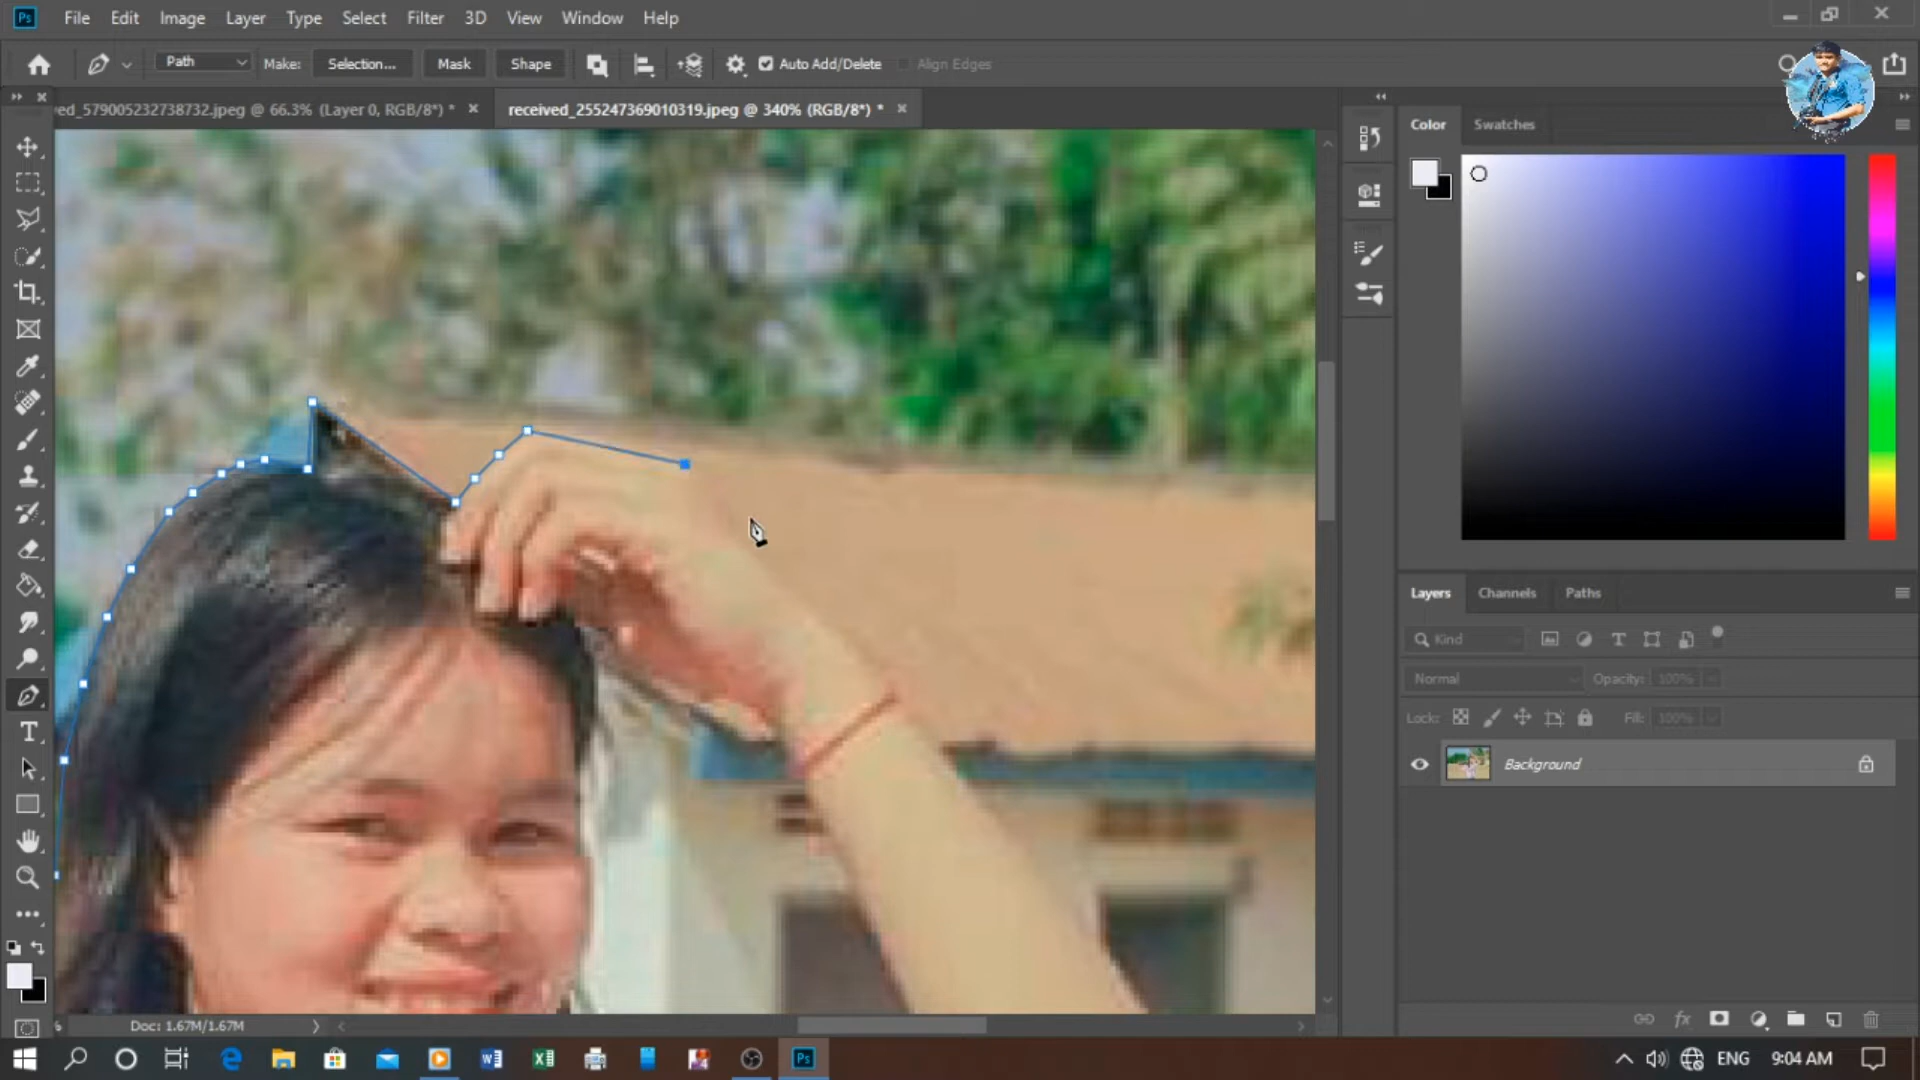 Ps File Edit Image Layer Type Select Filter 3D View Window Help
Path Make: Selection... Mask Shape Auto Add/Delete Align Edges
ved_579005232738732.jpeg @ 66.3% (Layer 0, RGB/8*) * received_255247369010319.jpeg @ 340% (RGB/8*) *
Color Swatches
Layers Channels Paths
Kind
Normal Opacity: 100%
Lock: Fill: 100%
Background
% Doc: 1.67M/1.67M
ENG 9:04 AM